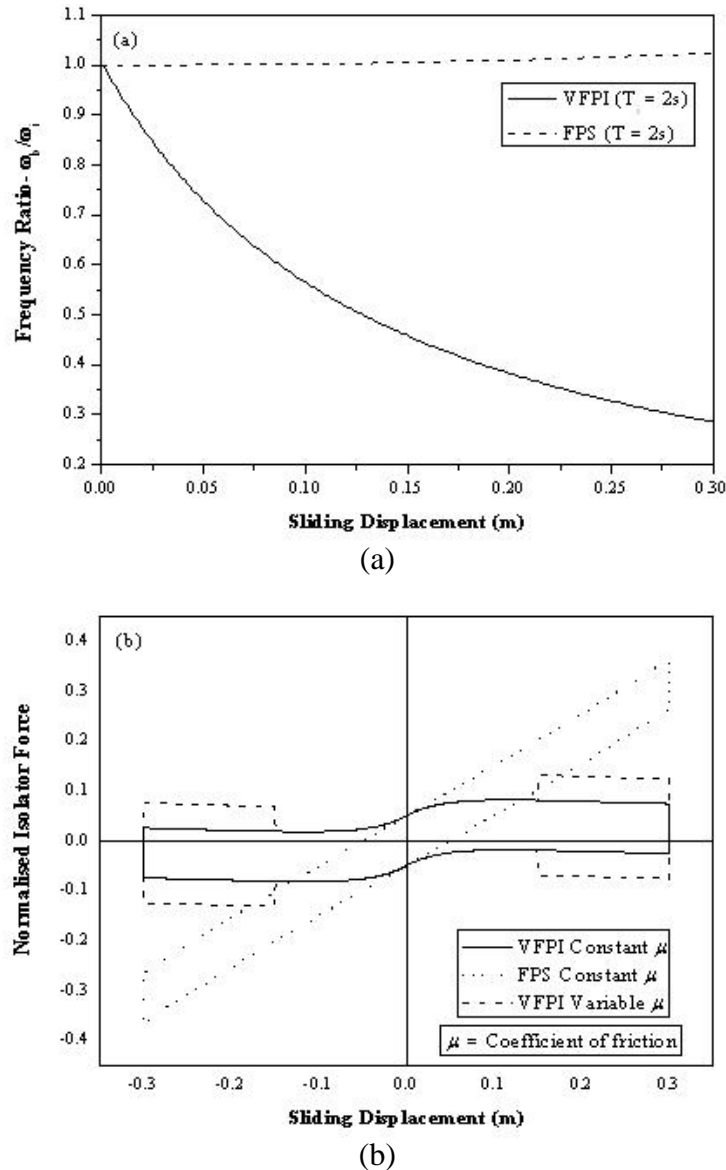 (a)
1.1
1.0
0.9
0.8
0.7
0.6
0.5
0.4
0.3
0.2
Frequency Ratio- ω_b/ω_i
VFPI (T_i = 2s)
FPS (T = 2s)
0.00 0.05 0.10 0.15 0.20 0.25 0.30
Sliding Displacement (m)
(a)
(b)
0.4
0.3
0.2
0.1
0.0
-0.1
-0.2
-0.3
-0.4
Normalised Isolator Force
VFPI Constant μ
FPS Constant μ
VFPI Variable μ
μ = Coefficient of friction
-0.3 -0.2 -0.1 0.0 0.1 0.2 0.3
Sliding Displacement (m)
(b)